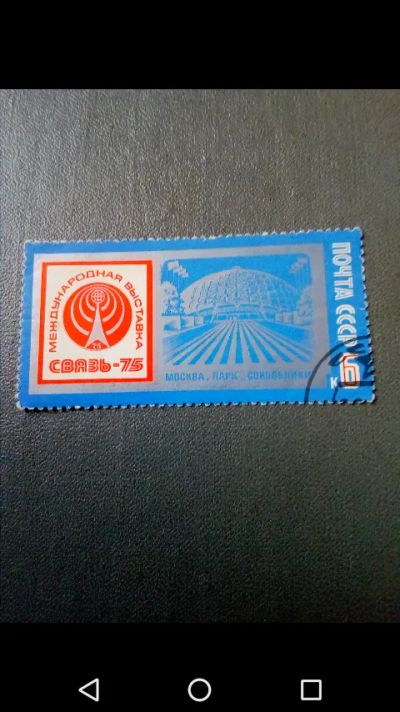 МЕЖДУНАРОДНАЯ ВЫСТАВКА
СВЯЗЬ-75
МОСКВА. ПАРК. СОКОЛЬНИКИ
ПОЧТА СССР
6
К